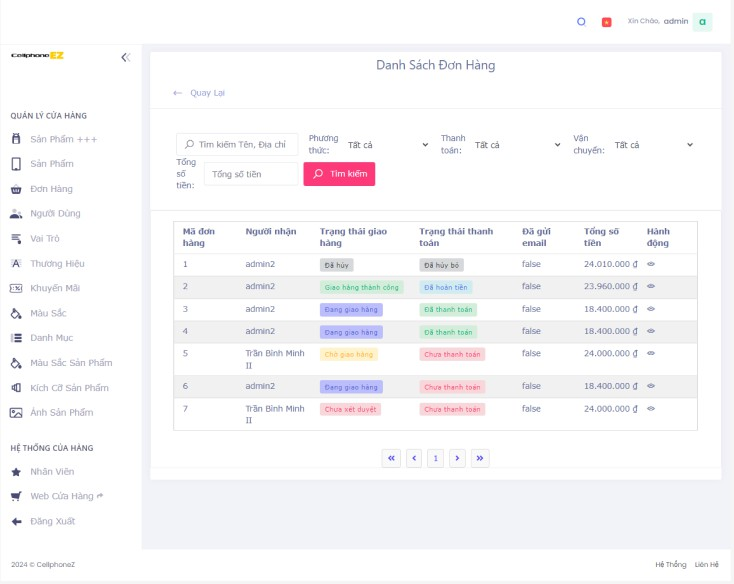 Xin Chào, admin a
Cellphone Z
QUẢN LÝ CỬA HÀNG
Sản Phẩm +++
Sản Phẩm
Đơn Hàng
Người Dùng
Vai Trò
Thương Hiệu
Khuyến Mãi
Màu Sắc
Danh Mục
Màu Sắc Sản Phẩm
Kích Cỡ Sản Phẩm
Ảnh Sản Phẩm
HỆ THỐNG CỬA HÀNG
Nhân Viên
Web Cửa Hàng
Đăng Xuất
Danh Sách Đơn Hàng
← Quay Lại
Tìm kiếm Tên, Địa chỉ
Phương thức: Tất cả
Thanh toán: Tất cả
Vận chuyển: Tất cả
Tổng số tiền: Tổng số tiền
Tìm kiếm
Mã đơn hàng Người nhận Trạng thái giao hàng Trạng thái thanh toán Đã gửi email Tổng số tiền Hành động
1 admin2 Đã hủy Đã hủy bỏ false 24.010.000 ₫
2 admin2 Giao hàng thành công Đã hoàn tiền false 23.960.000 ₫
3 admin2 Đang giao hàng Đã thanh toán false 18.400.000 ₫
4 admin2 Đang giao hàng Đã thanh toán false 18.400.000 ₫
5 Trần Bình Minh II Chờ giao hàng Chưa thanh toán false 24.000.000 ₫
6 admin2 Đang giao hàng Chưa thanh toán false 18.400.000 ₫
7 Trần Bình Minh II Chưa xét duyệt Chưa thanh toán false 24.000.000 ₫
« ‹ 1 › »
2024 © CellphoneZ
Hệ Thống Liên Hệ